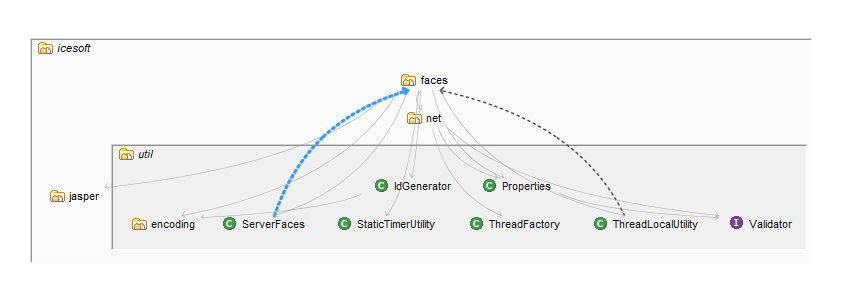 icesoft
faces
net
util
IdGenerator
Properties
jasper
encoding
ServerFaces
StaticTimerUtility
ThreadFactory
ThreadLocalUtility
Validator